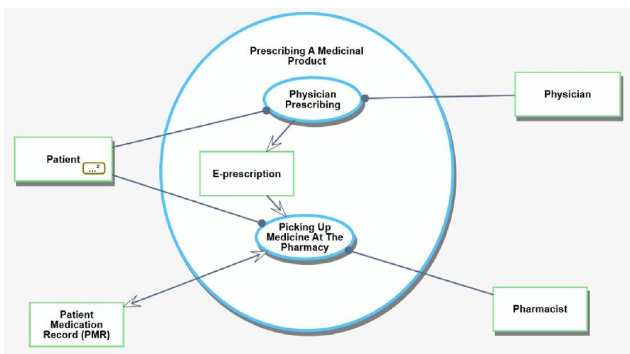 Prescribing A Medicinal
Product
Physician
Prescribing
Physician
Patient
E-prescription
Picking Up
Medicine At The
Pharmacy
Patient
Medication
Record (PMR)
Pharmacist